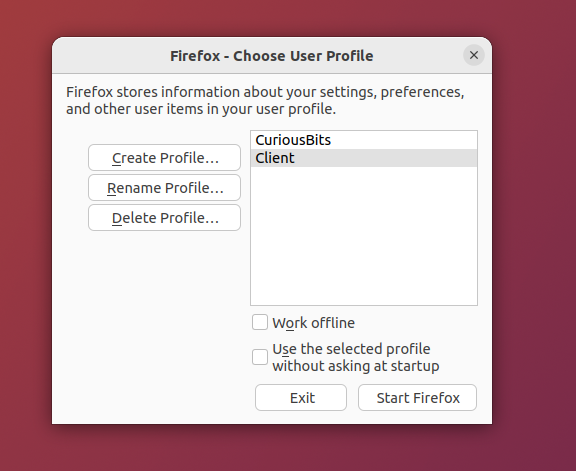 Firefox - Choose User Profile
Firefox stores information about your settings, preferences,
and other user items in your user profile.
Create Profile...
Rename Profile...
Delete Profile...
CuriousBits
Client
Work offline
Use the selected profile
without asking at startup
Exit
Start Firefox